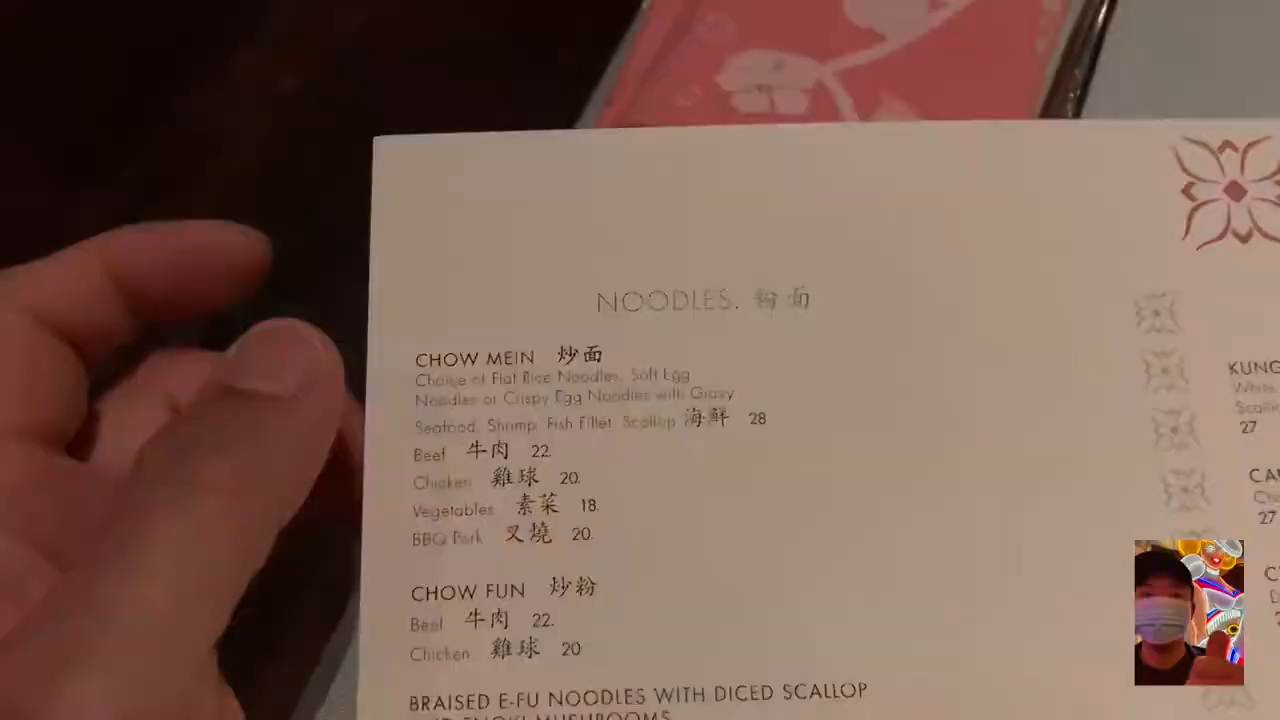 NOODLES. 粉面
CHOW MEIN 炒面
Choice of Flat Rice Noodles, Soft Egg
Noodles or Crispy Egg Noodles with Gravy
Seafood, Shrimp, Fish Fillet, Scallop 海鮮 28
Beef 牛肉 22.
Chicken 雞球 20.
Vegetables 素菜 18.
BBQ Pork 叉燒 20.
CHOW FUN 炒粉
Beef 牛肉 22.
Chicken 雞球 20
BRAISED E-FU NOODLES WITH DICED SCALLOP
ENOKI MUSHROOMS
KUNG
27
27